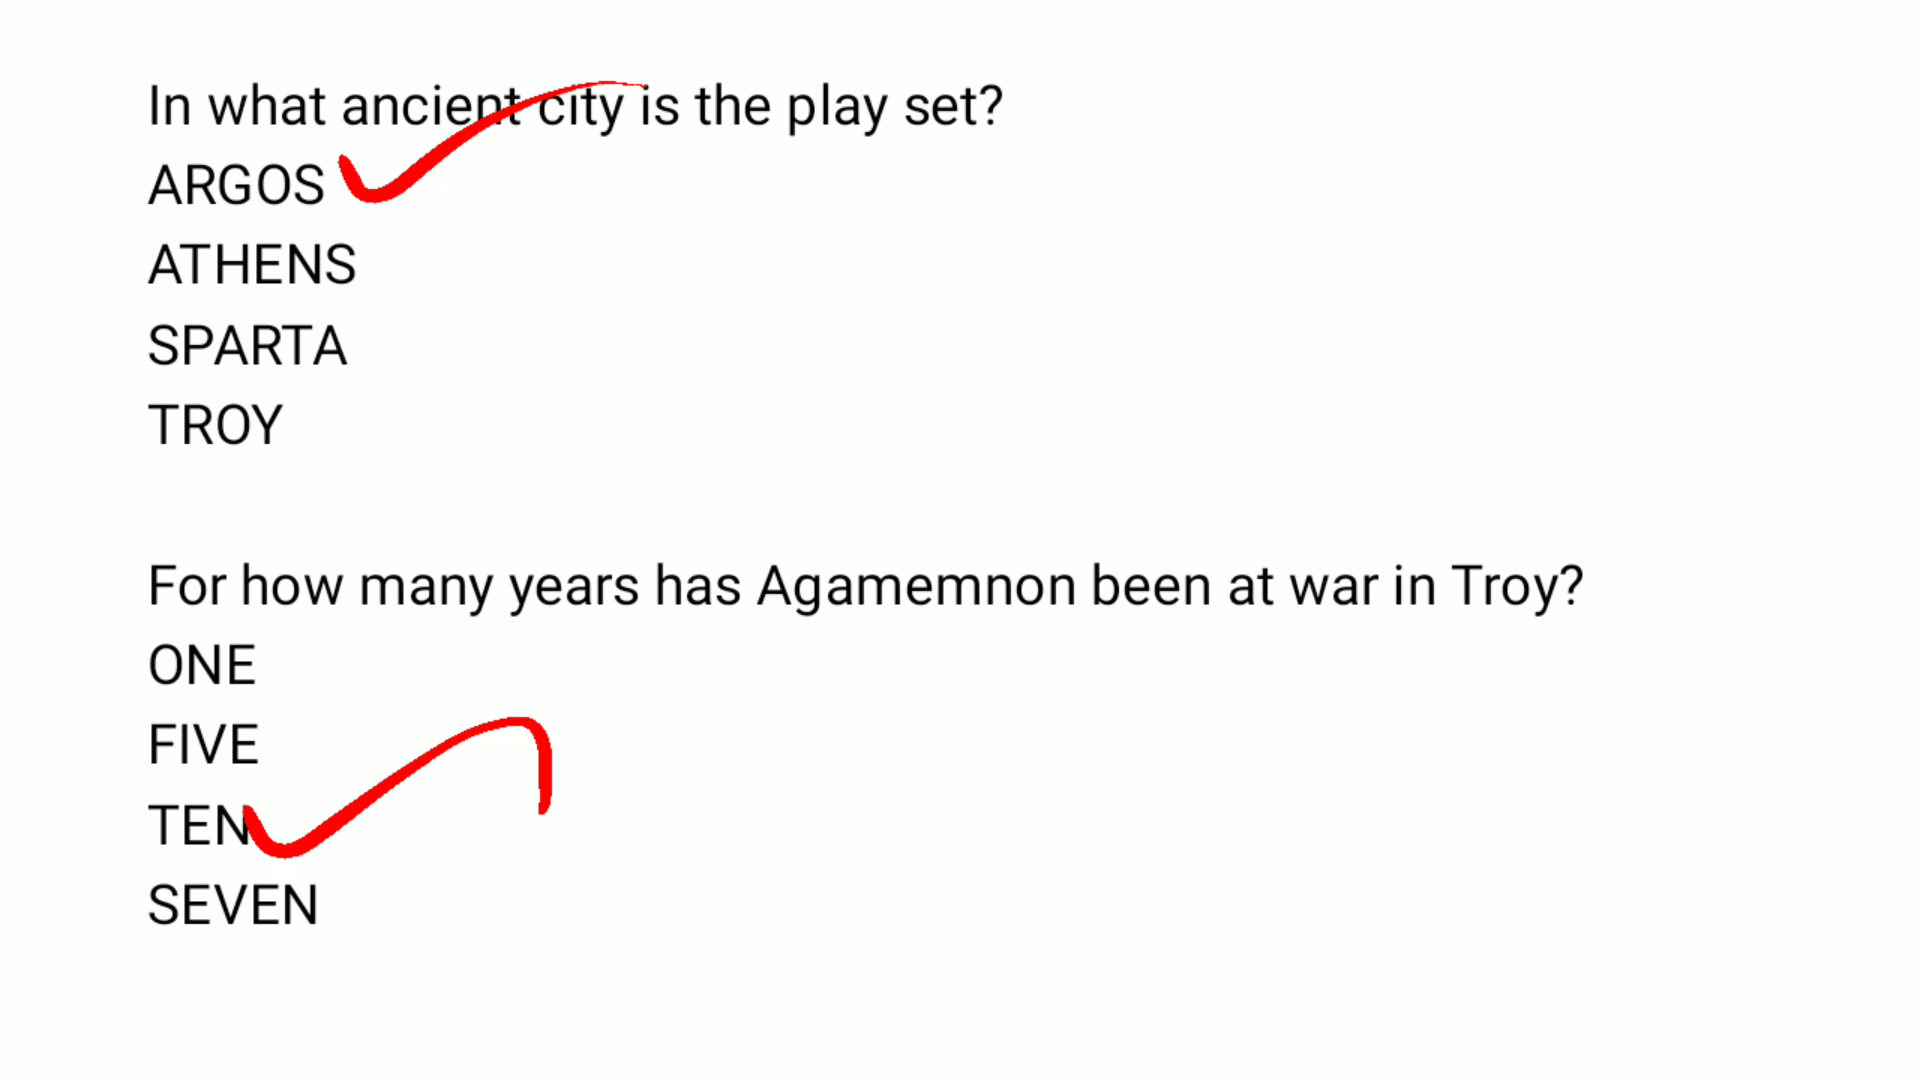 In what ancient city is the play set?
ARGOS
ATHENS
SPARTA
TROY
For how many years has Agamemnon been at war in Troy?
ONE
FIVE
TEN
SEVEN